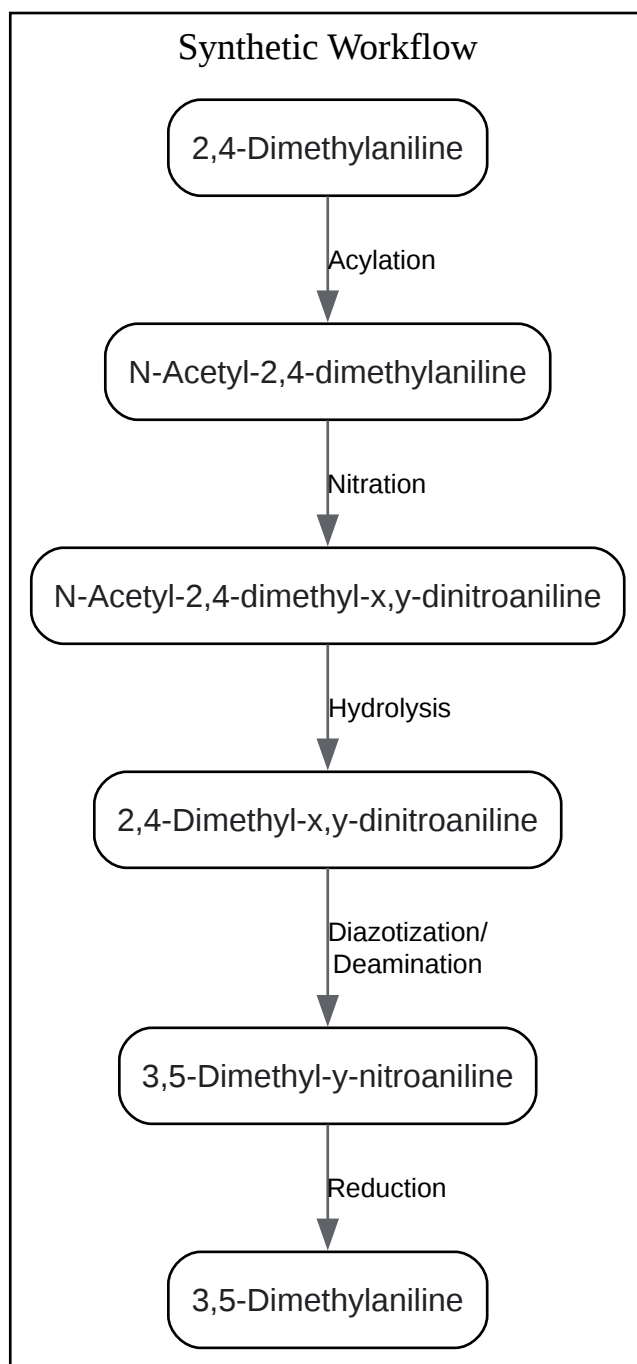 Synthetic Workflow
2,4-Dimethylaniline
Acylation
N-Acetyl-2,4-dimethylaniline
Nitration
N-Acetyl-2,4-dimethyl-x,y-dinitroaniline
Hydrolysis
2,4-Dimethyl-x,y-dinitroaniline
Diazotization/
Deamination
3,5-Dimethyl-y-nitroaniline
Reduction
3,5-Dimethylaniline